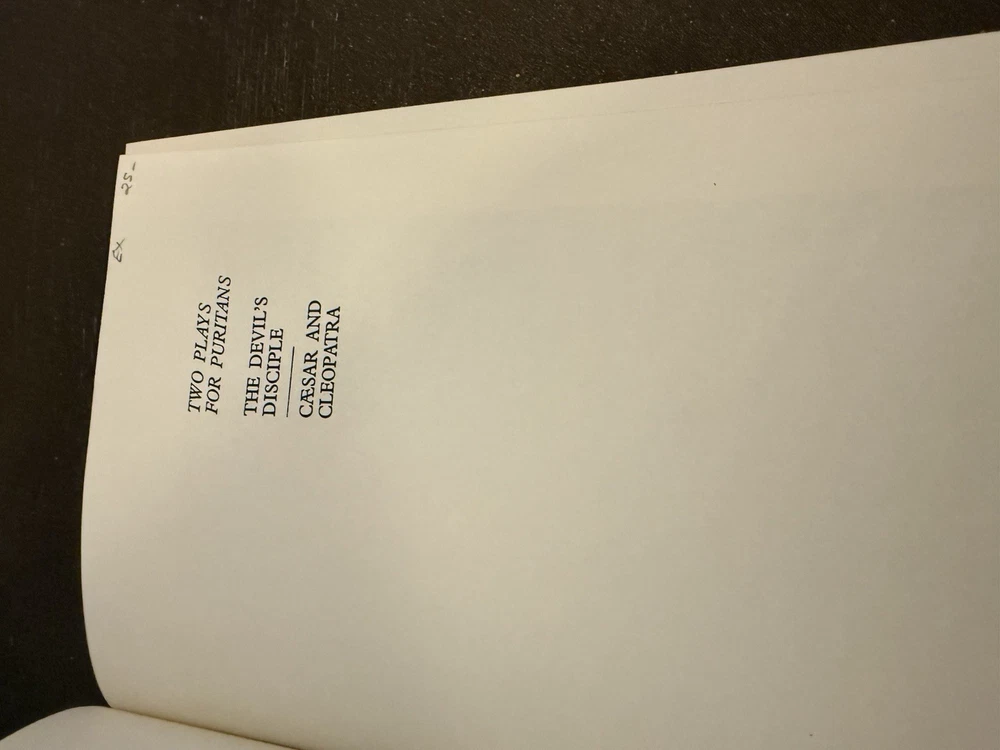 EX 25-
TWO PLAYS
FOR PURITANS
THE DEVIL'S
DISCIPLE
CÆSAR AND
CLEOPATRA